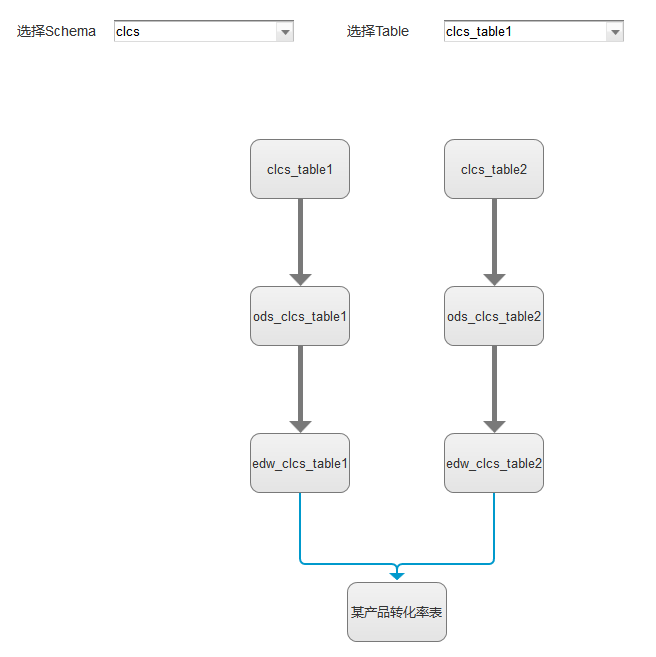 选择Schema clcs 选择Table clcs_table1
clcs_table1 clcs_table2
ods_clcs_table1 ods_clcs_table2
edw_clcs_table1 edw_clcs_table2
某产品转化率表